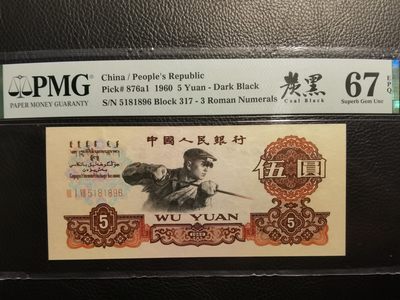 PMG
PAPER MONEY GUARANTY
China / People's Republic
Pick# 876a1 1960 5 Yuan - Dark Black
S/N 5181896 Block 317 - 3 Roman Numerals
炭黑
Coal Black
67
EPQ
Superb Gem Unc
中國人民銀行
5181896
伍圓
WU YUAN
5
5
1960